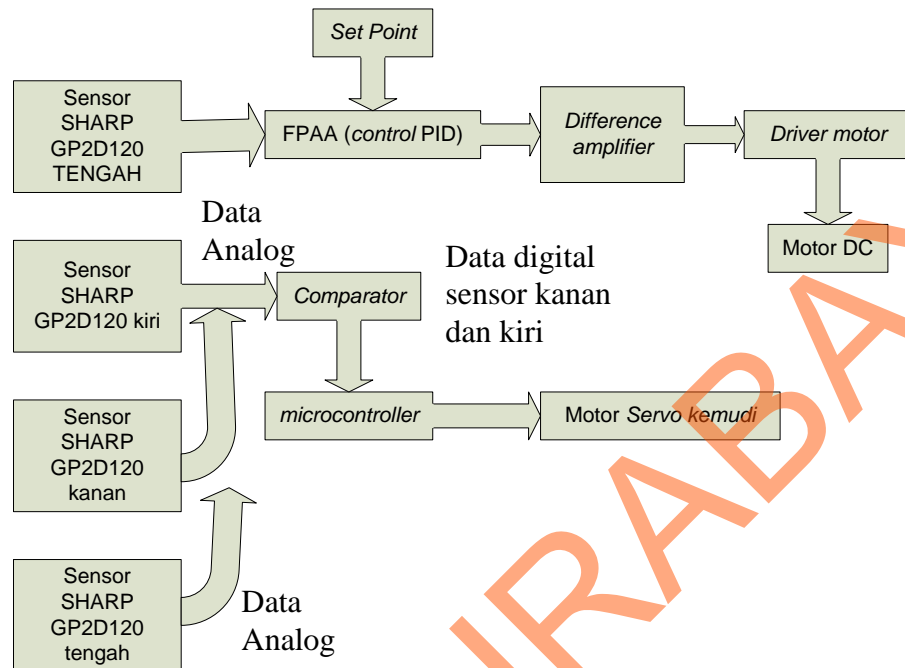 Set Point
Sensor
SHARP
GP2D120
TENGAH
FPAA (control PID)
Difference
amplifier
Driver motor
Motor DC
Data
Analog
Sensor
SHARP
GP2D120 kiri
Comparator
Data digital
sensor kanan
dan kiri
Sensor
SHARP
GP2D120
kanan
microcontroller
Motor Servo kemudi
Sensor
SHARP
GP2D120
tengah
Data
Analog